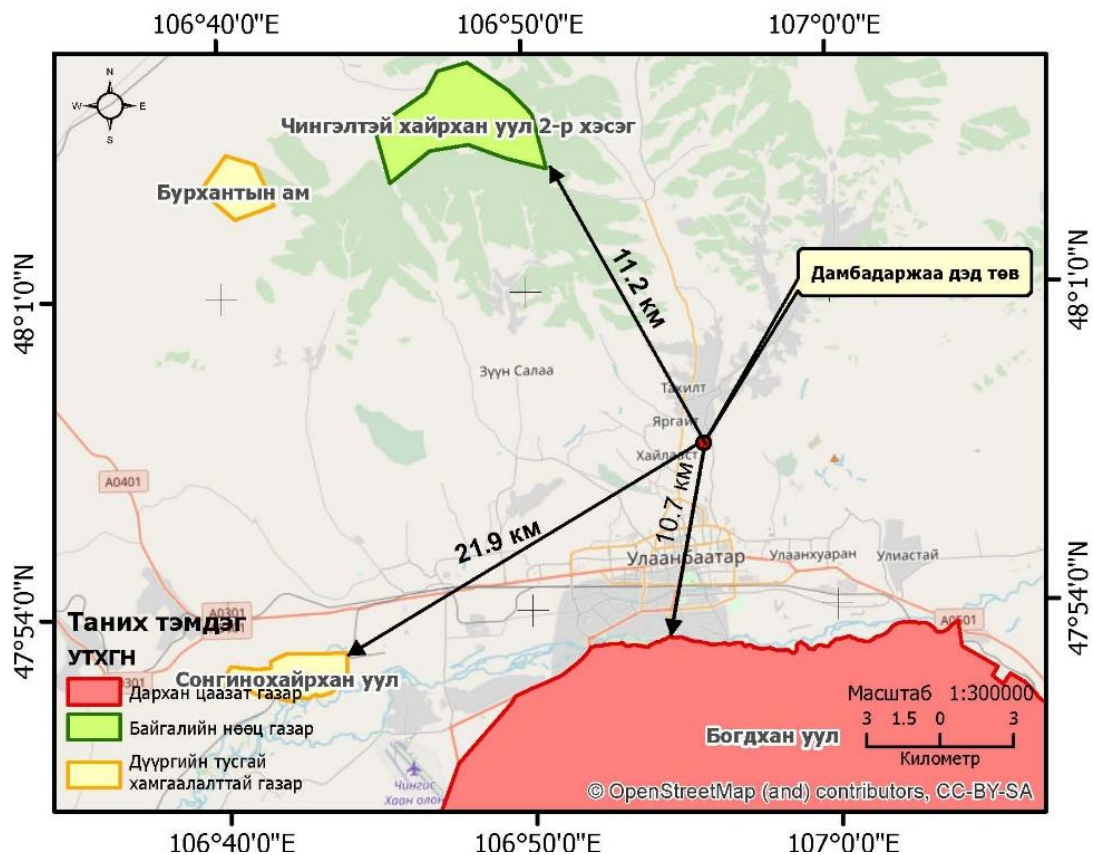 106°40'0"E 106°50'0"E 107°0'0"E
N
W E
S
Чингэлтэй хайрхан уул 2-р хэсэг
Бурхантын ам
Дамбадаржаа дэд төв
11.2 км
48°1'0"N
48°1'0"N
Зүүн Салаа
Тахилт
Яргайт
Хайлааст
A0401
10.7 км
21.9 км
Улаанбаатар
Улаанхуаран
Улиастай
47°54'0"N
47°54'0"N
A0301
A0501
Таних тэмдэг
УТХГН
0301
Сонгинохайрхан уул
Дархан цаазат газар
Байгалийн нөөц газар
Дүүргийн тусгай
хамгаалалттай газар
Масштаб 1:300000
3 1.5 0 3
Километр
Богдхан уул
Чингис
Хаан олон
© OpenStreetMap (and) contributors, CC-BY-SA
106°40'0"E 106°50'0"E 107°0'0"E